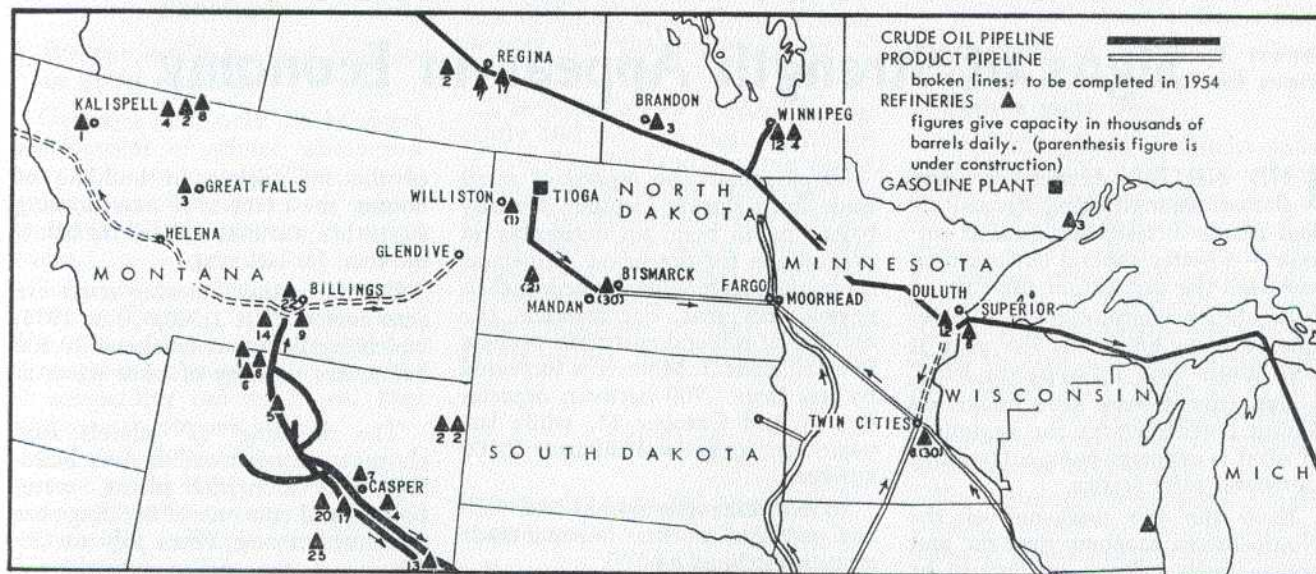 CRUDE OIL PIPELINE
PRODUCT PIPELINE
broken lines: to be completed in 1954
REFINERIES
figures give capacity in thousands of
barrels daily. (parenthesis figure is
under construction)
GASOLINE PLANT
REGINA
2
7
17
BRANDON
3
WINNIPEG
12 4
KALISPELL
1
4 2 8
GREAT FALLS
3
HELENA
MONTANA
GLENDIVE
BILLINGS
22
14
9
1
6
5
WILLISTON
(1)
TIOGA
NORTH
DAKOTA
(2)
MANDAN
BISMARCK
(30)
FARGO
MOORHEAD
MINNESOTA
DULUTH
SUPERIOR
12
3
WISCONSIN
MICH
TWIN CITIES
8(30)
2 2
SOUTH DAKOTA
7
CASPER
20
17
4
25
13